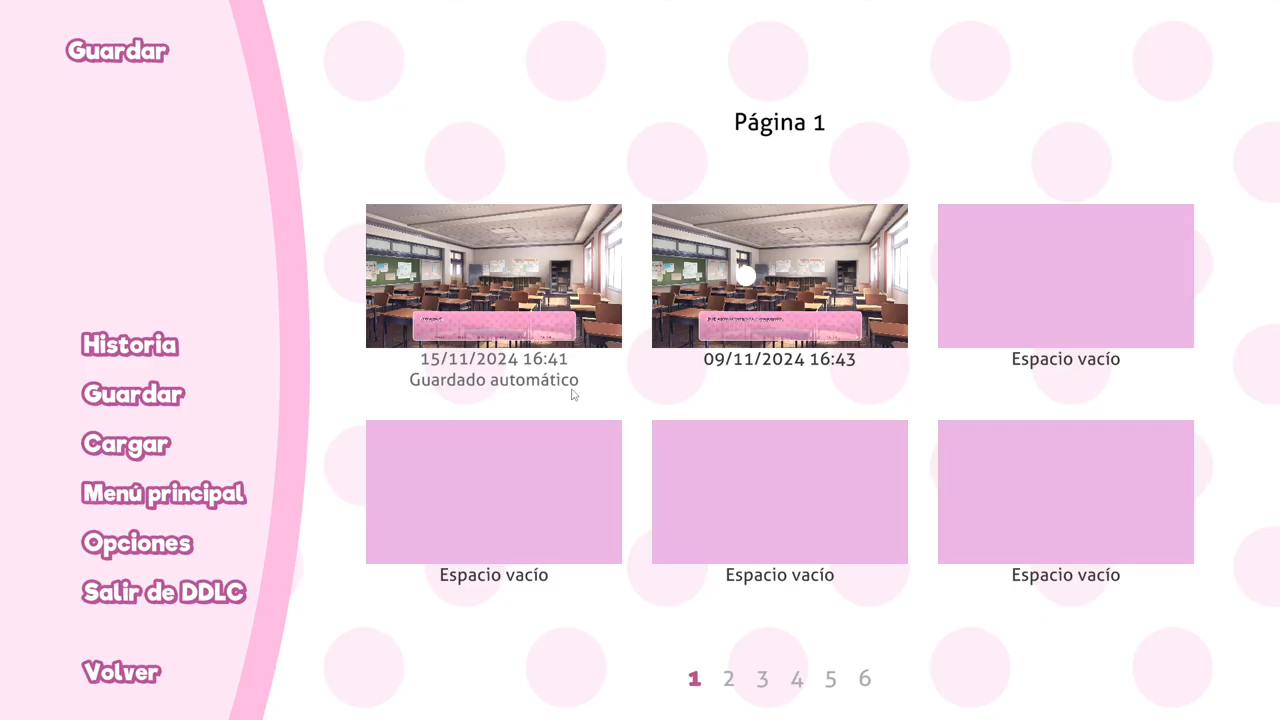 Guardar
Página 1
15/11/2024 16:41
Guardado automático
09/11/2024 16:43
Espacio vacío
Espacio vacío
Espacio vacío
Espacio vacío
Historia
Guardar
Cargar
Menú principal
Opciones
Salir de DDLC
Volver
1 2 3 4 5 6